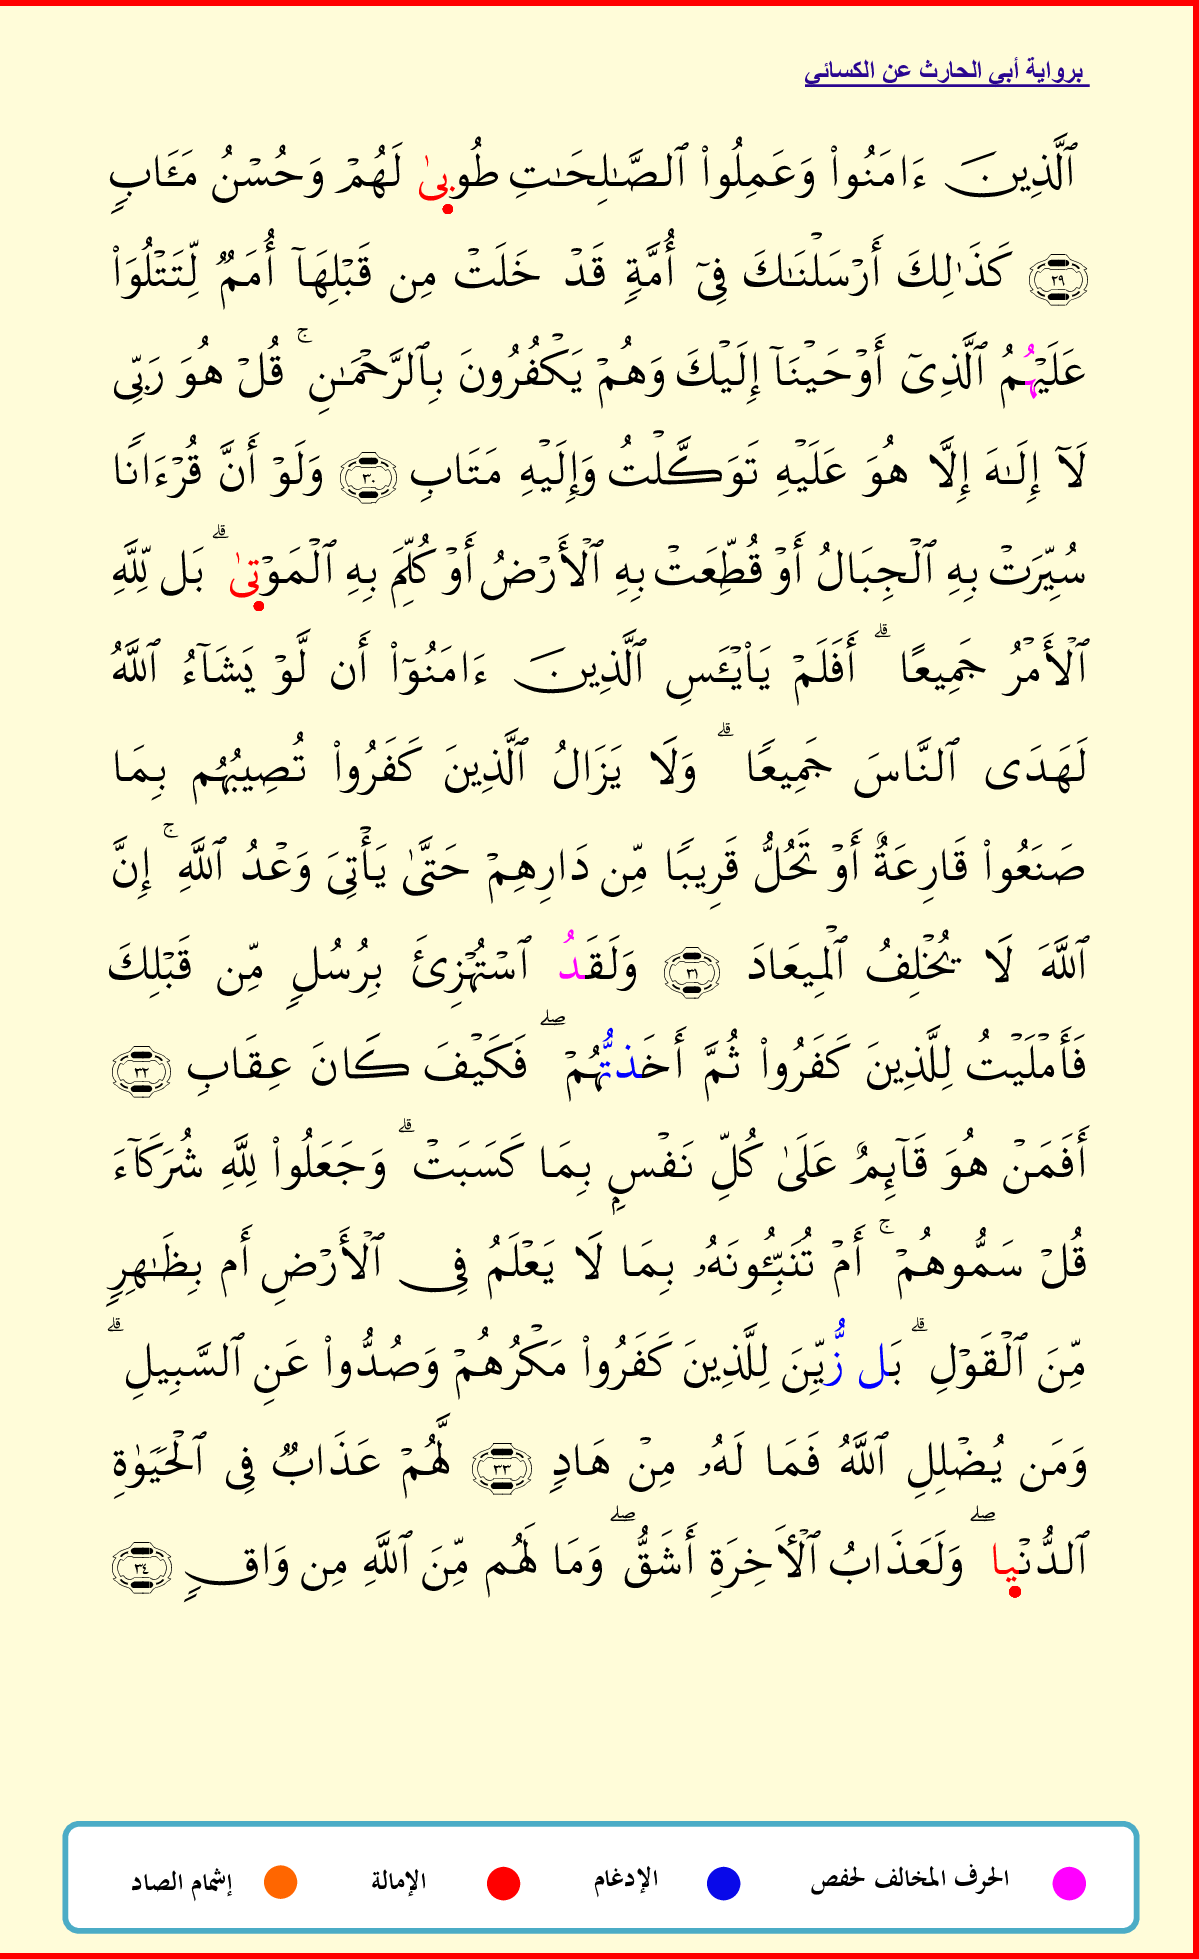 برواية أبي الحارث عن الكسائي
ٱلَّذِينَ ءَامَنُوا۟ وَعَمِلُوا۟ ٱلصَّـٰلِحَـٰتِ طُوبِىٰ لَهُمْ وَحُسْنُ مَـَٔابٍ
٢٩ كَذَٰلِكَ أَرْسَلْنَـٰكَ فِىٓ أُمَّةٍ قَدْ خَلَتْ مِن قَبْلِهَآ أُمَمٌ لِّتَتْلُوَا۟
عَلَيْهُمُ ٱلَّذِىٓ أَوْحَيْنَآ إِلَيْكَ وَهُمْ يَكْفُرُونَ بِٱلرَّحْمَـٰنِ ۚ قُلْ هُوَ رَبِّى
لَآ إِلَـٰهَ إِلَّا هُوَ عَلَيْهِ تَوَكَّلْتُ وَإِلَيْهِ مَتَابِ ٣٠ وَلَوْ أَنَّ قُرْءَانًا
سُيِّرَتْ بِهِ ٱلْجِبَالُ أَوْ قُطِّعَتْ بِهِ ٱلْأَرْضُ أَوْ كُلِّمَ بِهِ ٱلْمَوْتِىٰ ۗ بَل لِّلَّهِ
ٱلْأَمْرُ جَمِيعًا ۗ أَفَلَمْ يَا۟يْـَٔسِ ٱلَّذِينَ ءَامَنُوٓا۟ أَن لَّوْ يَشَآءُ ٱللَّهُ
لَهَدَى ٱلنَّاسَ جَمِيعًا ۗ وَلَا يَزَالُ ٱلَّذِينَ كَفَرُوا۟ تُصِيبُهُم بِمَا
صَنَعُوا۟ قَارِعَةٌ أَوْ تَحُلُّ قَرِيبًا مِّن دَارِهِمْ حَتَّىٰ يَأْتِىَ وَعْدُ ٱللَّهِ ۚ إِنَّ
ٱللَّهَ لَا يُخْلِفُ ٱلْمِيعَادَ ٣١ وَلَقَدُ ٱسْتُهْزِئَ بِرُسُلٍ مِّن قَبْلِكَ
فَأَمْلَيْتُ لِلَّذِينَ كَفَرُوا۟ ثُمَّ أَخَذتُّهُمْ ۖ فَكَيْفَ كَانَ عِقَابِ ٣٢
أَفَمَنْ هُوَ قَآئِمٌ عَلَىٰ كُلِّ نَفْسٍۭ بِمَا كَسَبَتْ ۗ وَجَعَلُوا۟ لِلَّهِ شُرَكَآءَ
قُلْ سَمُّوهُمْ ۚ أَمْ تُنَبِّـُٔونَهُۥ بِمَا لَا يَعْلَمُ فِى ٱلْأَرْضِ أَم بِظَـٰهِرٍ
مِّنَ ٱلْقَوْلِ ۗ بَل زُّيِّنَ لِلَّذِينَ كَفَرُوا۟ مَكْرُهُمْ وَصُدُّوا۟ عَنِ ٱلسَّبِيلِ ۗ
وَمَن يُضْلِلِ ٱللَّهُ فَمَا لَهُۥ مِنْ هَادٍ ٣٣ لَّهُمْ عَذَابٌ فِى ٱلْحَيَوٰةِ
ٱلدُّنْيِا ۖ وَلَعَذَابُ ٱلْـَٔاخِرَةِ أَشَقُّ ۖ وَمَا لَهُم مِّنَ ٱللَّهِ مِن وَاقٍ ٣٤
الحرف المخالف لحفص الإدغام الإمالة إشمام الصاد